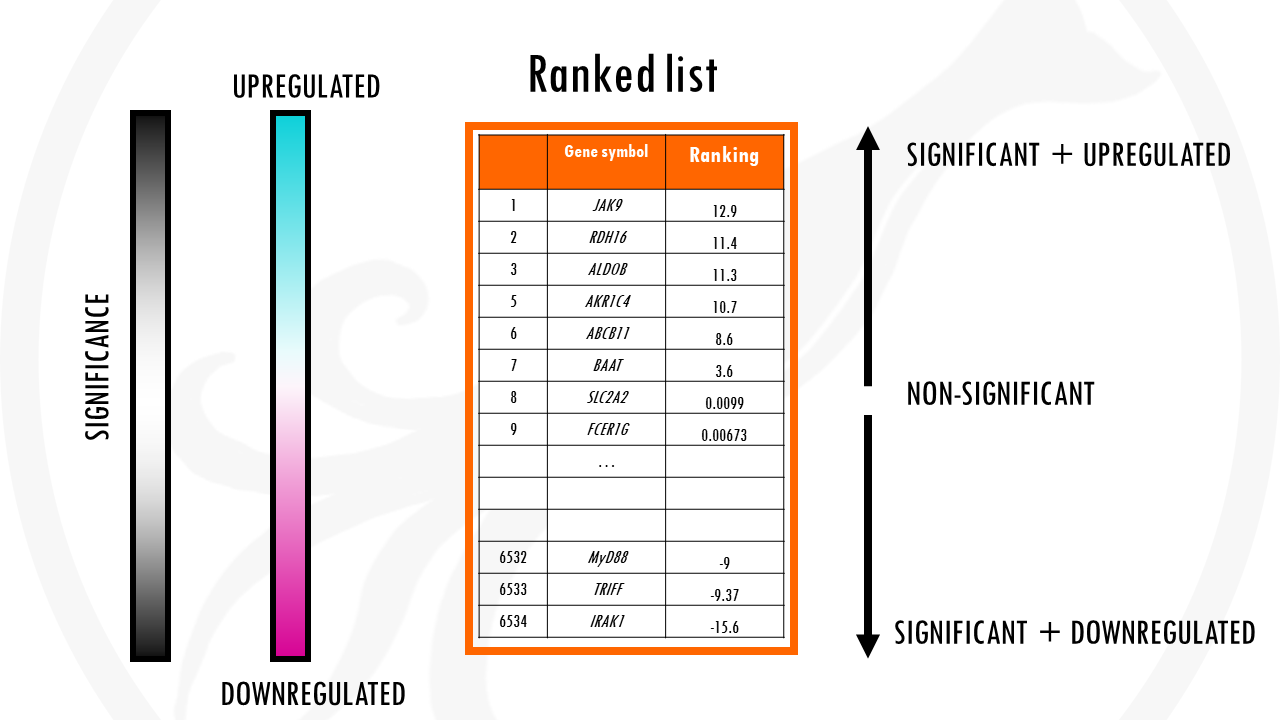 Ranked list
UPREGULATED
SIGNIFICANCE
DOWNREGULATED
Gene symbol Ranking
1 JAK9 12.9
2 RDH16 11.4
3 ALDOB 11.3
5 AKR1C4 10.7
6 ABCB11 8.6
7 BAAT 3.6
8 SLC2A2 0.0099
9 FCER1G 0.00673
...
6532 MyD88 -9
6533 TRIFF -9.37
6534 IRAK1 -15.6
SIGNIFICANT + UPREGULATED
NON-SIGNIFICANT
SIGNIFICANT + DOWNREGULATED